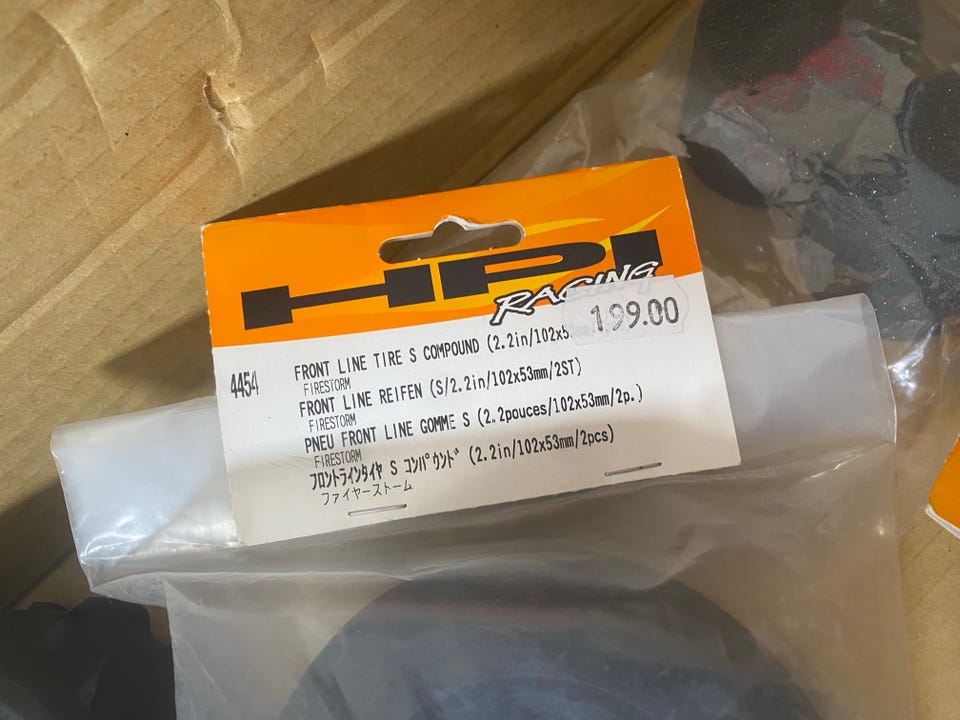 HPI
RACING
199.00
4454
FRONT LINE TIRE S COMPOUND (2.2in/102x5
FIRESTORM
FRONT LINE REIFEN (S/2.2in/102x53mm/2ST)
FIRESTORM
PNEU FRONT LINE GOMME S (2.2pouces/102x53mm/2p.)
FIRESTORM
フロントラインタイヤ S コンパウンド (2.2in/102x53mm/2pcs)
ファイヤーストーム